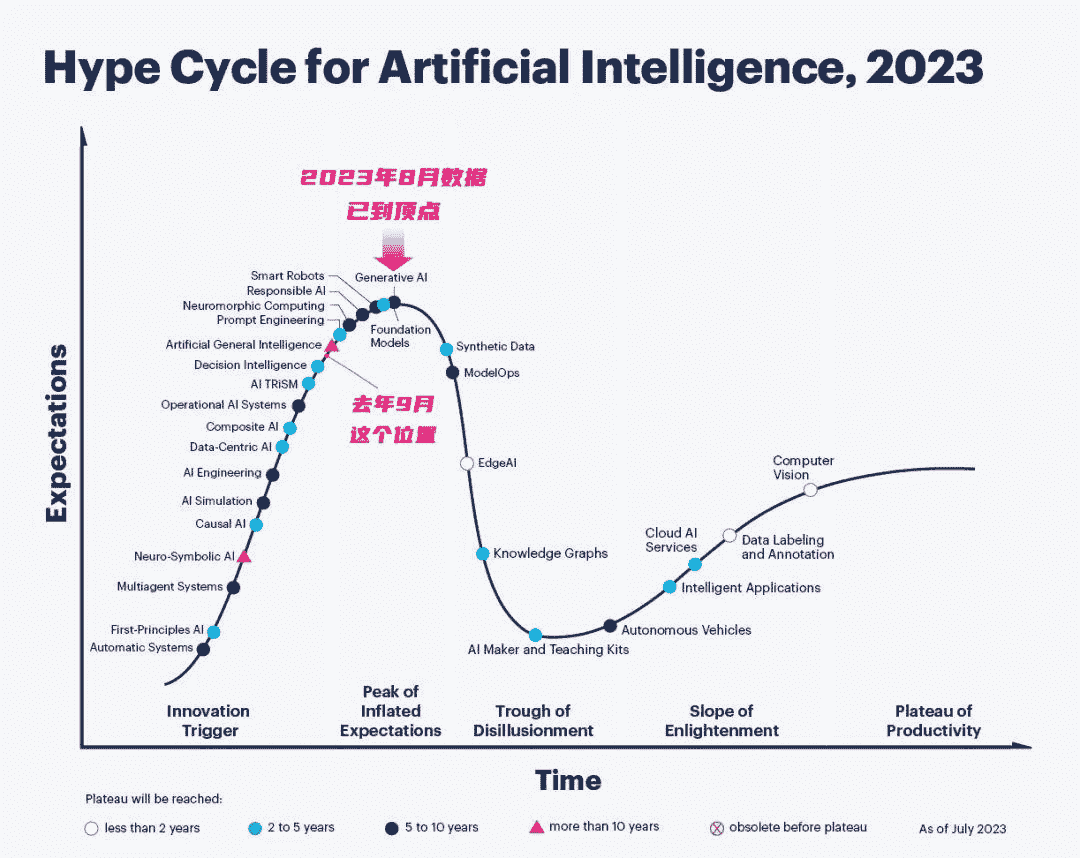 Hype Cycle for Artificial Intelligence, 2023
2023年8月数据
已到顶点
Generative AI
Smart Robots
Responsible AI
Neuromorphic Computing
Prompt Engineering
Foundation
Models
Artificial General Intelligence
Decision Intelligence
AI TRiSM
Operational AI Systems
Composite AI
Data-Centric AI
AI Engineering
AI Simulation
Causal AI
Neuro-Symbolic AI
Multiagent Systems
First-Principles AI
Automatic Systems
去年9月
这个位置
Synthetic Data
ModelOps
EdgeAI
Knowledge Graphs
AI Maker and Teaching Kits
Autonomous Vehicles
Intelligent Applications
Cloud AI
Services
Data Labeling
and Annotation
Computer
Vision
Expectations
Innovation
Trigger
Peak of
Inflated
Expectations
Trough of
Disillusionment
Slope of
Enlightenment
Plateau of
Productivity
Time
Plateau will be reached:
less than 2 years
2 to 5 years
5 to 10 years
more than 10 years
obsolete before plateau
As of July 2023